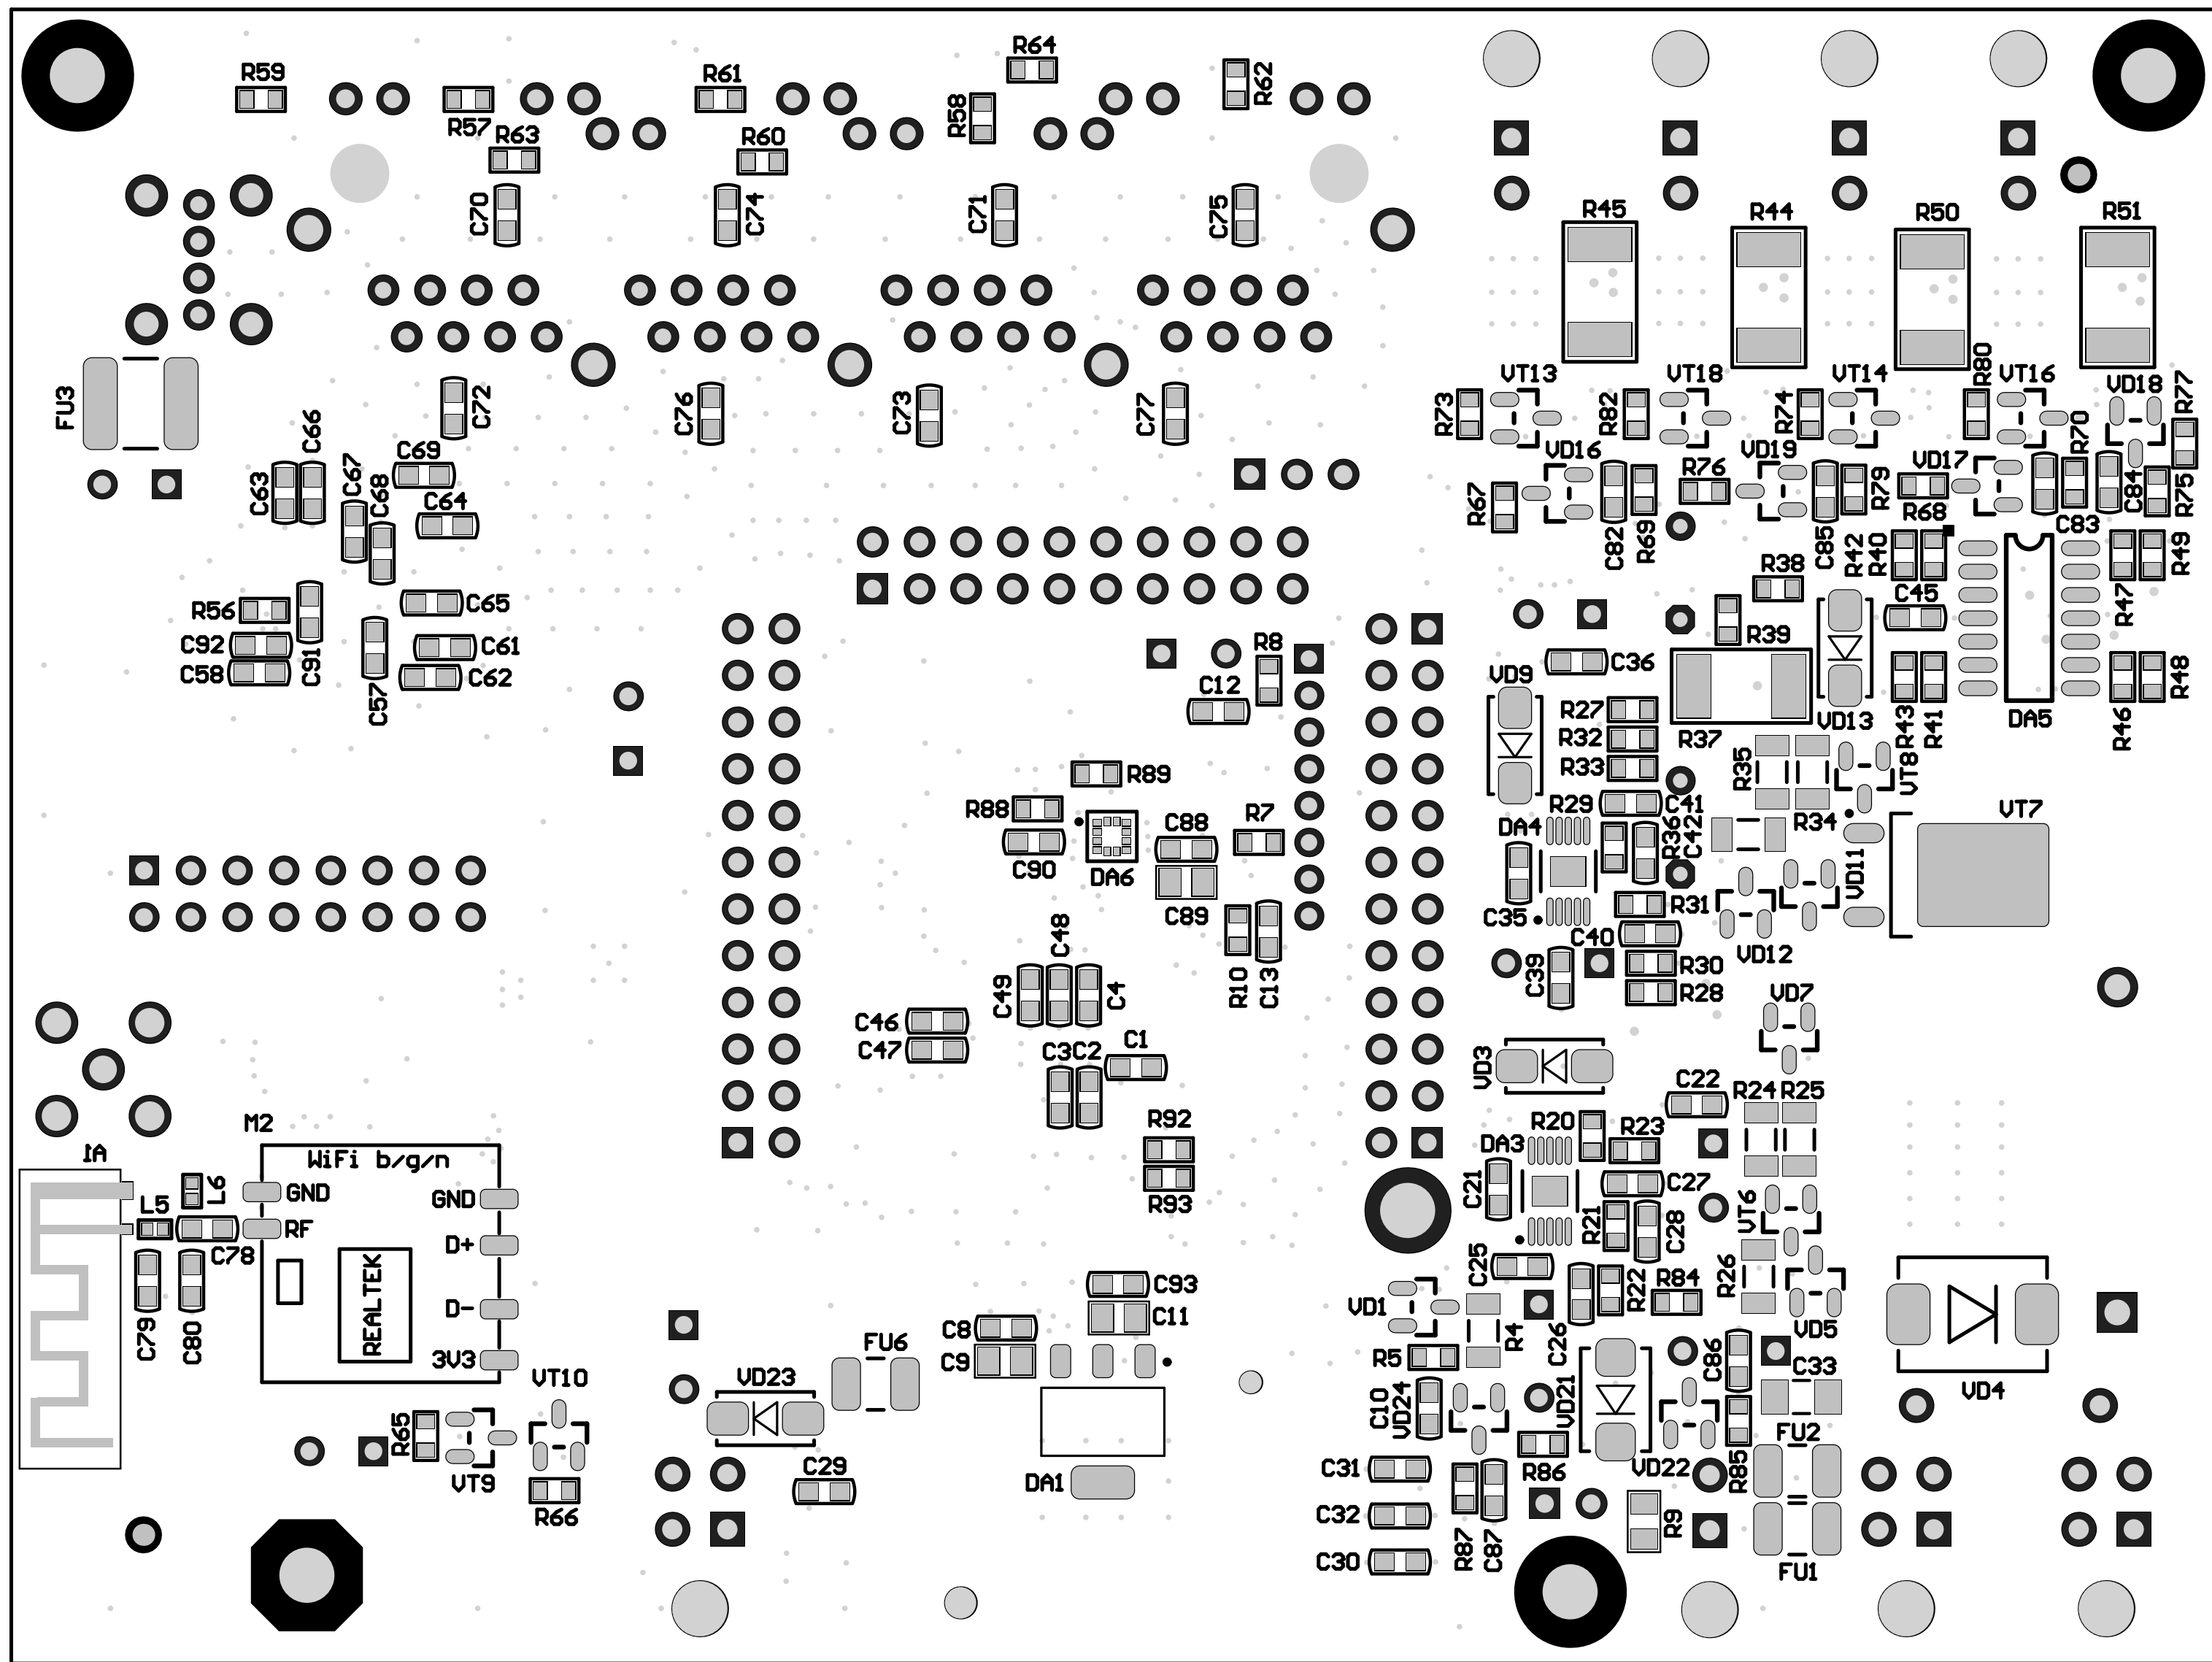 R64
R59
R61
R62
R57
R58
R63
R60
C70
C74
C71
C75
R45
R44
R50
R51
FU3
C72
C76
C73
C77
R73
VT13
R82
VT18
R74
VT14
R80
VT16
VD18
R77
C66
C63
C67
C68
C69
C64
VD16
R76
VD19
VD17
R70
R67
C82
R69
C85
R79
R68
C83
C84
R75
R42
R40
R49
R38
C45
R47
R56
C92
C58
C91
C65
C61
C62
C57
R8
C12
C36
R39
VD9
R27
R32
R33
R37
VD13
R43
R41
DA5
R46
R48
R89
R88
C90
DA6
C88
R7
C89
R29
C41
DA4
R36
C42
R35
R34
VT8
VT7
VD11
C35
R31
C40
VD12
C48
C49
C4
R10
C13
C39
R30
R28
C46
C47
C3
C2
C1
VD7
VD3
C22
R24
R25
R92
R93
R20
R23
DA3
C21
C27
R21
C28
VT6
M2
IA
WiFi b/g/n
L6
GND
GND
L5
RF
C78
D+
D-
REALTEK
3V3
C79
C80
C25
R22
R84
R26
C93
C11
C8
C9
VD1
R4
C26
R5
VD5
C86
C33
VD4
VT10
VD23
FU6
R65
VT9
R66
C29
DA1
C10
VD24
VD21
FU2
R86
VD22
R85
C31
C32
C30
R87
C87
R9
FU1